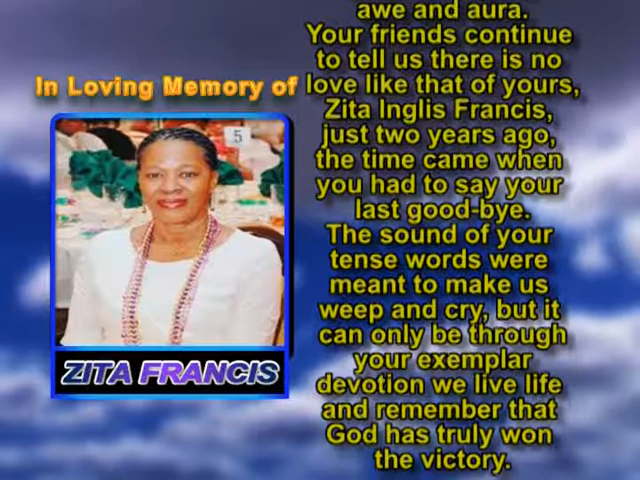 In Loving Memory of
5
ZITA FRANCIS
awe and aura.
Your friends continue
to tell us there is no
love like that of yours,
Zita Inglis Francis,
just two years ago,
the time came when
you had to say your
last good-bye.
The sound of your
tense words were
meant to make us
weep and cry, but it
can only be through
your exemplar
devotion we live life
and remember that
God has truly won
the victory.